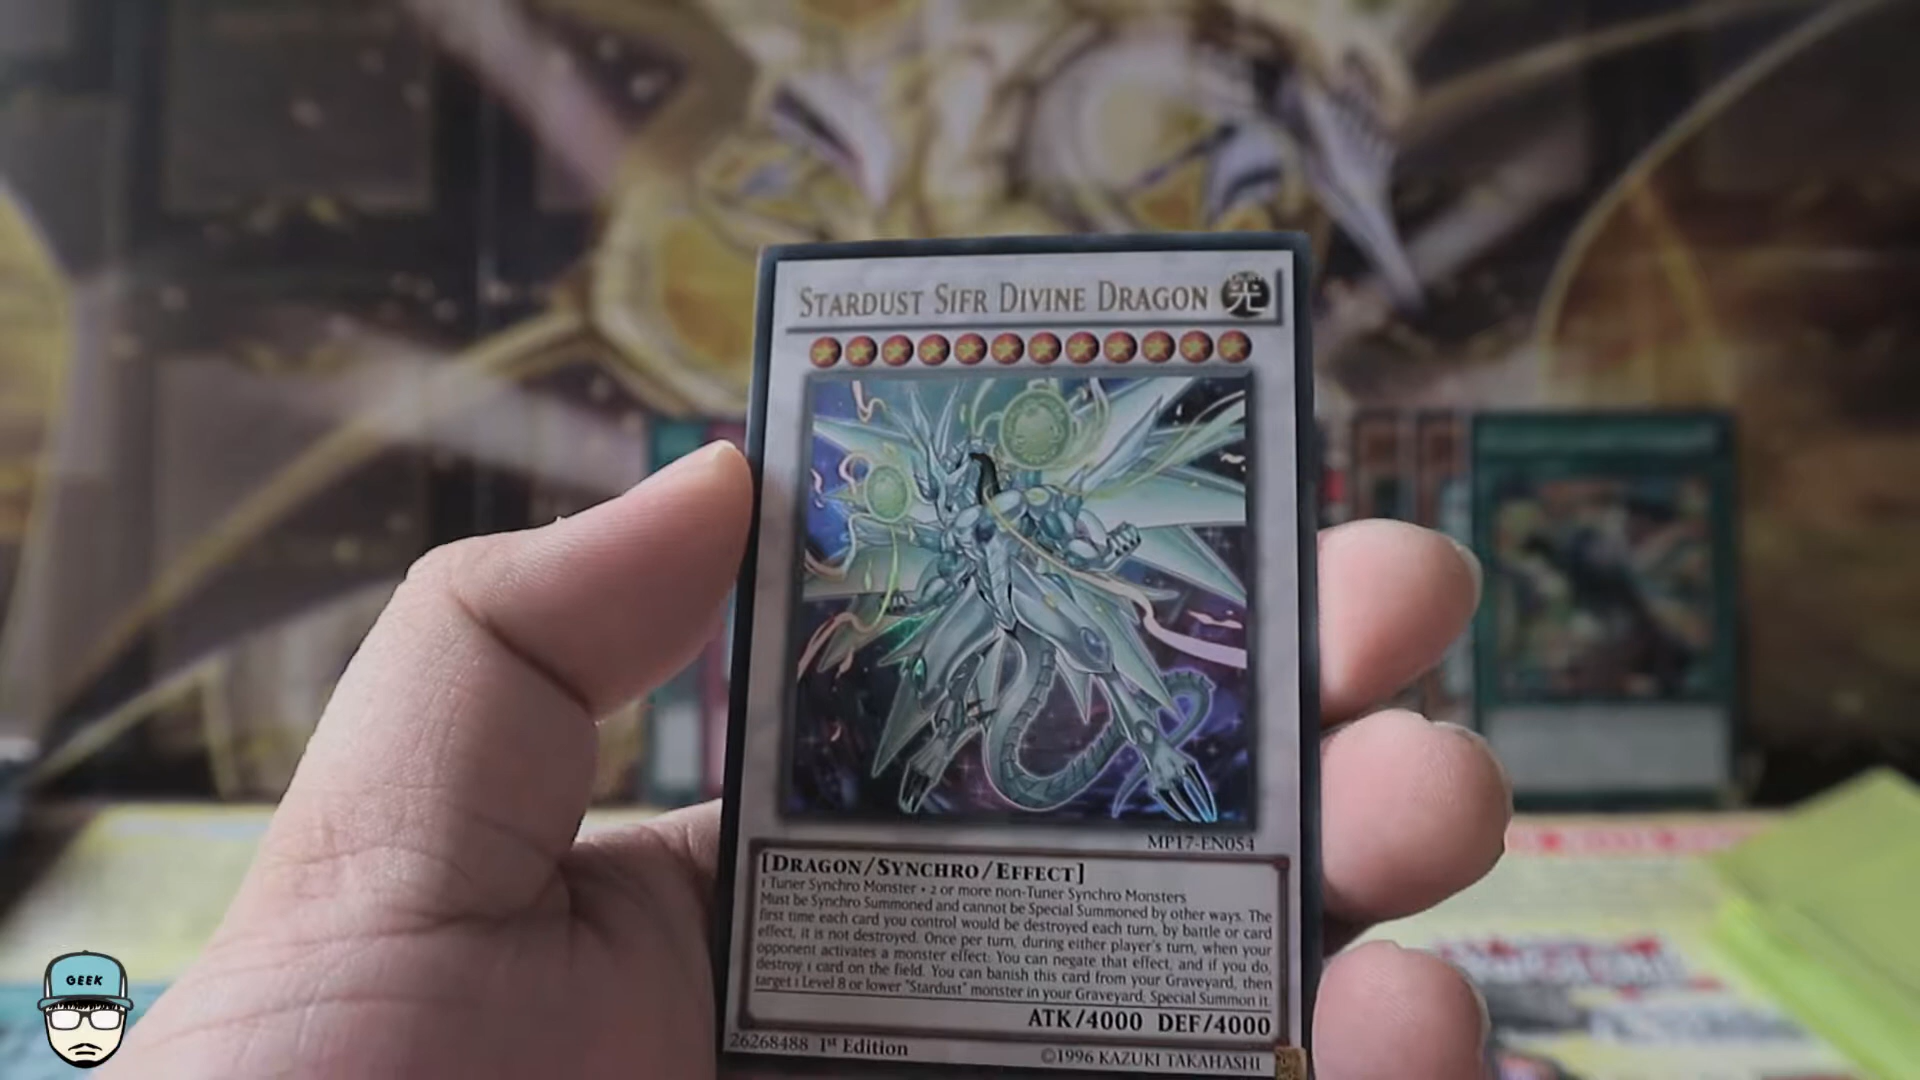 STARDUST SIFR DIVINE DRAGON 光
MP17-EN054
[DRAGON/SYNCHRO/EFFECT]
1 Tuner Synchro Monster + 2 or more non-Tuner Synchro Monsters
Must be Synchro Summoned and cannot be Special Summoned by other ways. The
first time each card you control would be destroyed each turn, by battle or card
effect, it is not destroyed. Once per turn, during either player's turn, when your
opponent activates a monster effect: You can negate that effect, and if you do,
destroy 1 card on the field. You can banish this card from your Graveyard, then
target 1 Level 8 or lower "Stardust" monster in your Graveyard, Special Summon it.
ATK/4000 DEF/4000
26268488 1st Edition
©1996 KAZUKI TAKAHASHI
GEEK